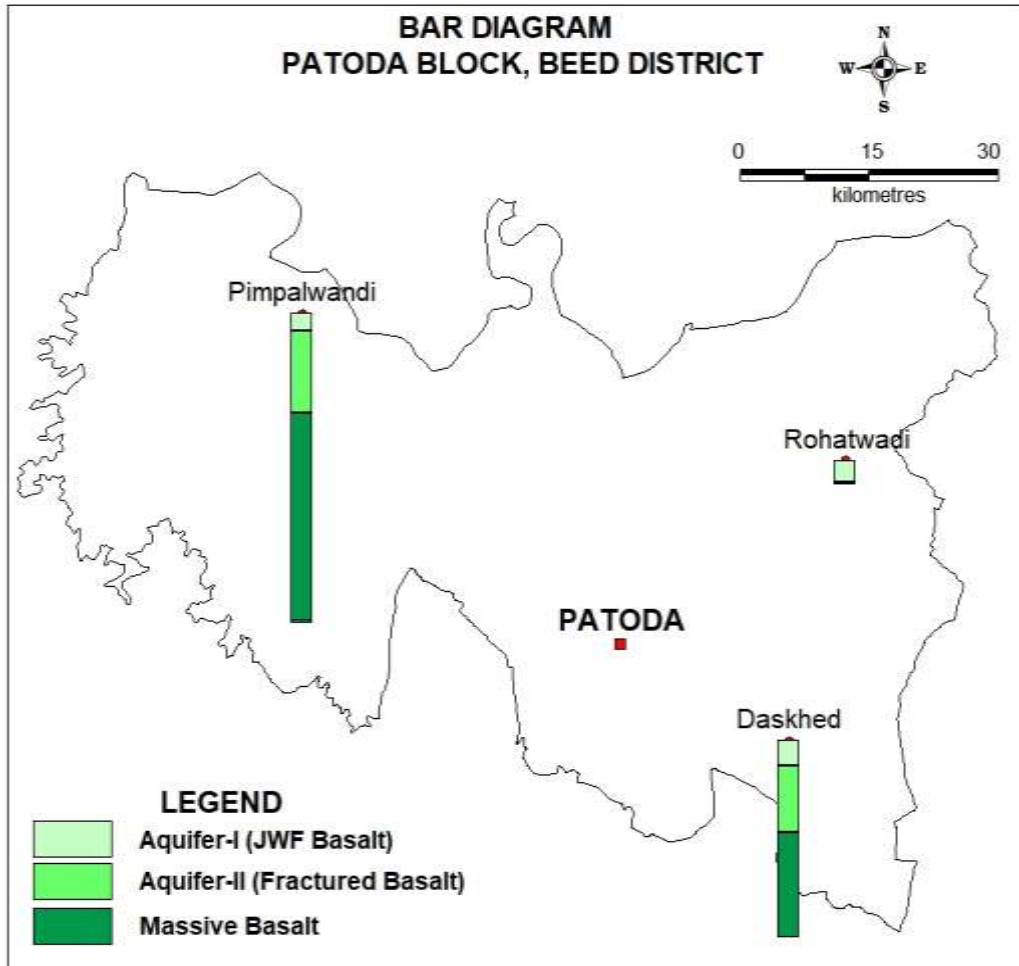 BAR DIAGRAM
PATODA BLOCK, BEED DISTRICT
N
W E
S
0 15 30
kilometres
Pimpalwandi
Rohatwadi
PATODA
Daskhed
LEGEND
Aquifer-I (JWF Basalt)
Aquifer-II (Fractured Basalt)
Massive Basalt